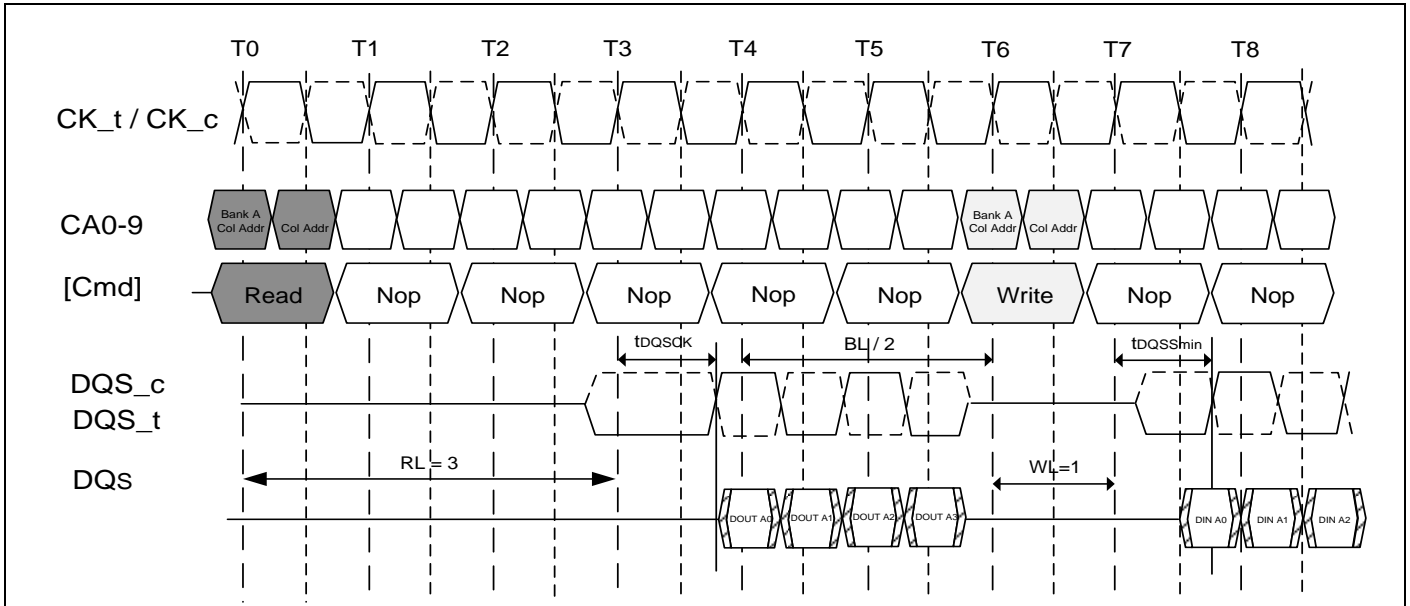 T0 T1 T2 T3 T4 T5 T6 T7 T8
CK_t / CK_c
CA0-9
Bank A
Col Addr
Col Addr
Bank A
Col Addr
Col Addr
[Cmd] Read Nop Nop Nop Nop Nop Write Nop Nop
tDQSCK BL / 2 tDQSSmin
DQS_c
DQS_t
RL = 3 WL=1
DQs
DOUT A0 DOUT A1 DOUT A2 DOUT A3 DIN A0 DIN A1 DIN A2